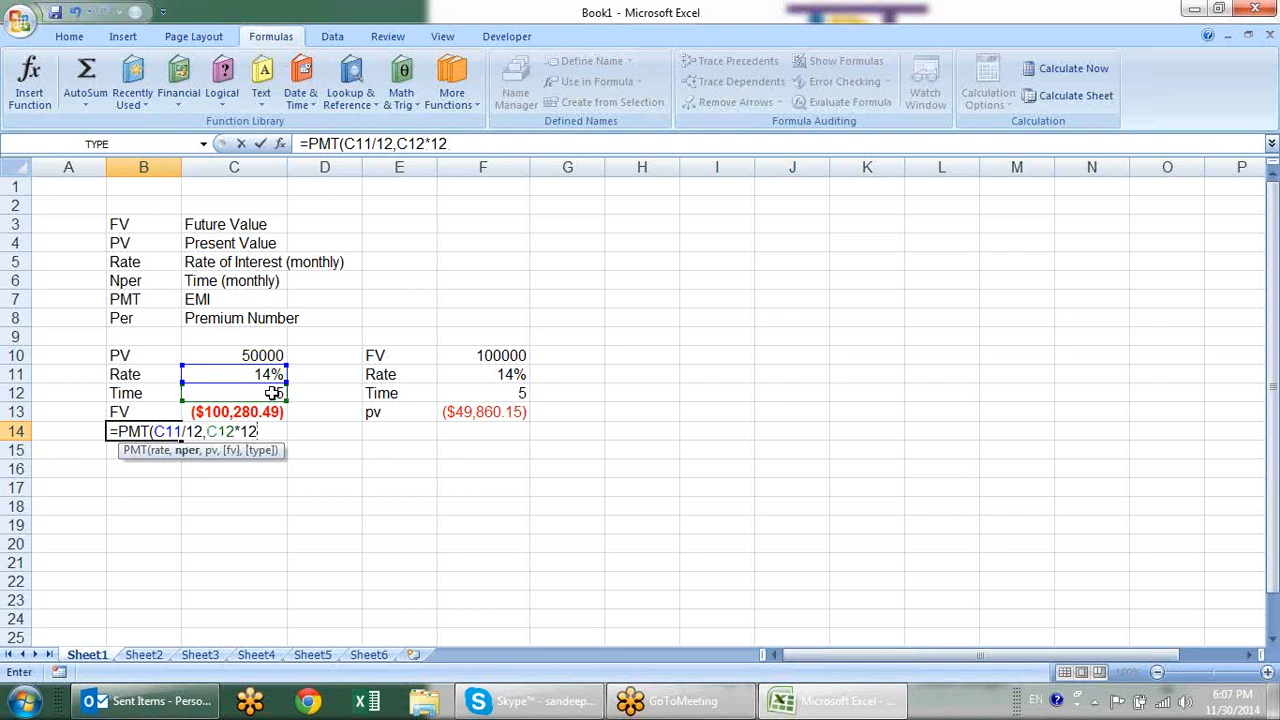 Book1 - Microsoft Excel
Home Insert Page Layout Formulas Data Review View Developer
Insert Function
AutoSum
Recently Used
Financial
Logical
Text
Date & Time
Lookup & Reference
Math & Trig
More Functions
Function Library
Name Manager
Define Name
Use in Formula
Create from Selection
Defined Names
Trace Precedents
Trace Dependents
Remove Arrows
Show Formulas
Error Checking
Evaluate Formula
Formula Auditing
Watch Window
Calculation Options
Calculate Now
Calculate Sheet
Calculation
TYPE =PMT(C11/12,C12*12
A B C D E F G H I J K L M N O P
1
2
3 FV Future Value
4 PV Present Value
5 Rate Rate of Interest (monthly)
6 Nper Time (monthly)
7 PMT EMI
8 Per Premium Number
9
10 PV 50000 FV 100000
11 Rate 14% Rate 14%
12 Time 5 Time 5
13 FV ($100,280.49) pv ($49,860.15)
14 =PMT(C11/12,C12*12
15 PMT(rate, nper, pv, [fv], [type])
16
17
18
19
20
21
22
23
24
25
Sheet1 Sheet2 Sheet3 Sheet4 Sheet5 Sheet6
Enter 100%
Sent Items - Perso... Skype™ - sandeep... GoToMeeting Microsoft Excel - ... EN 6:07 PM
11/30/2014